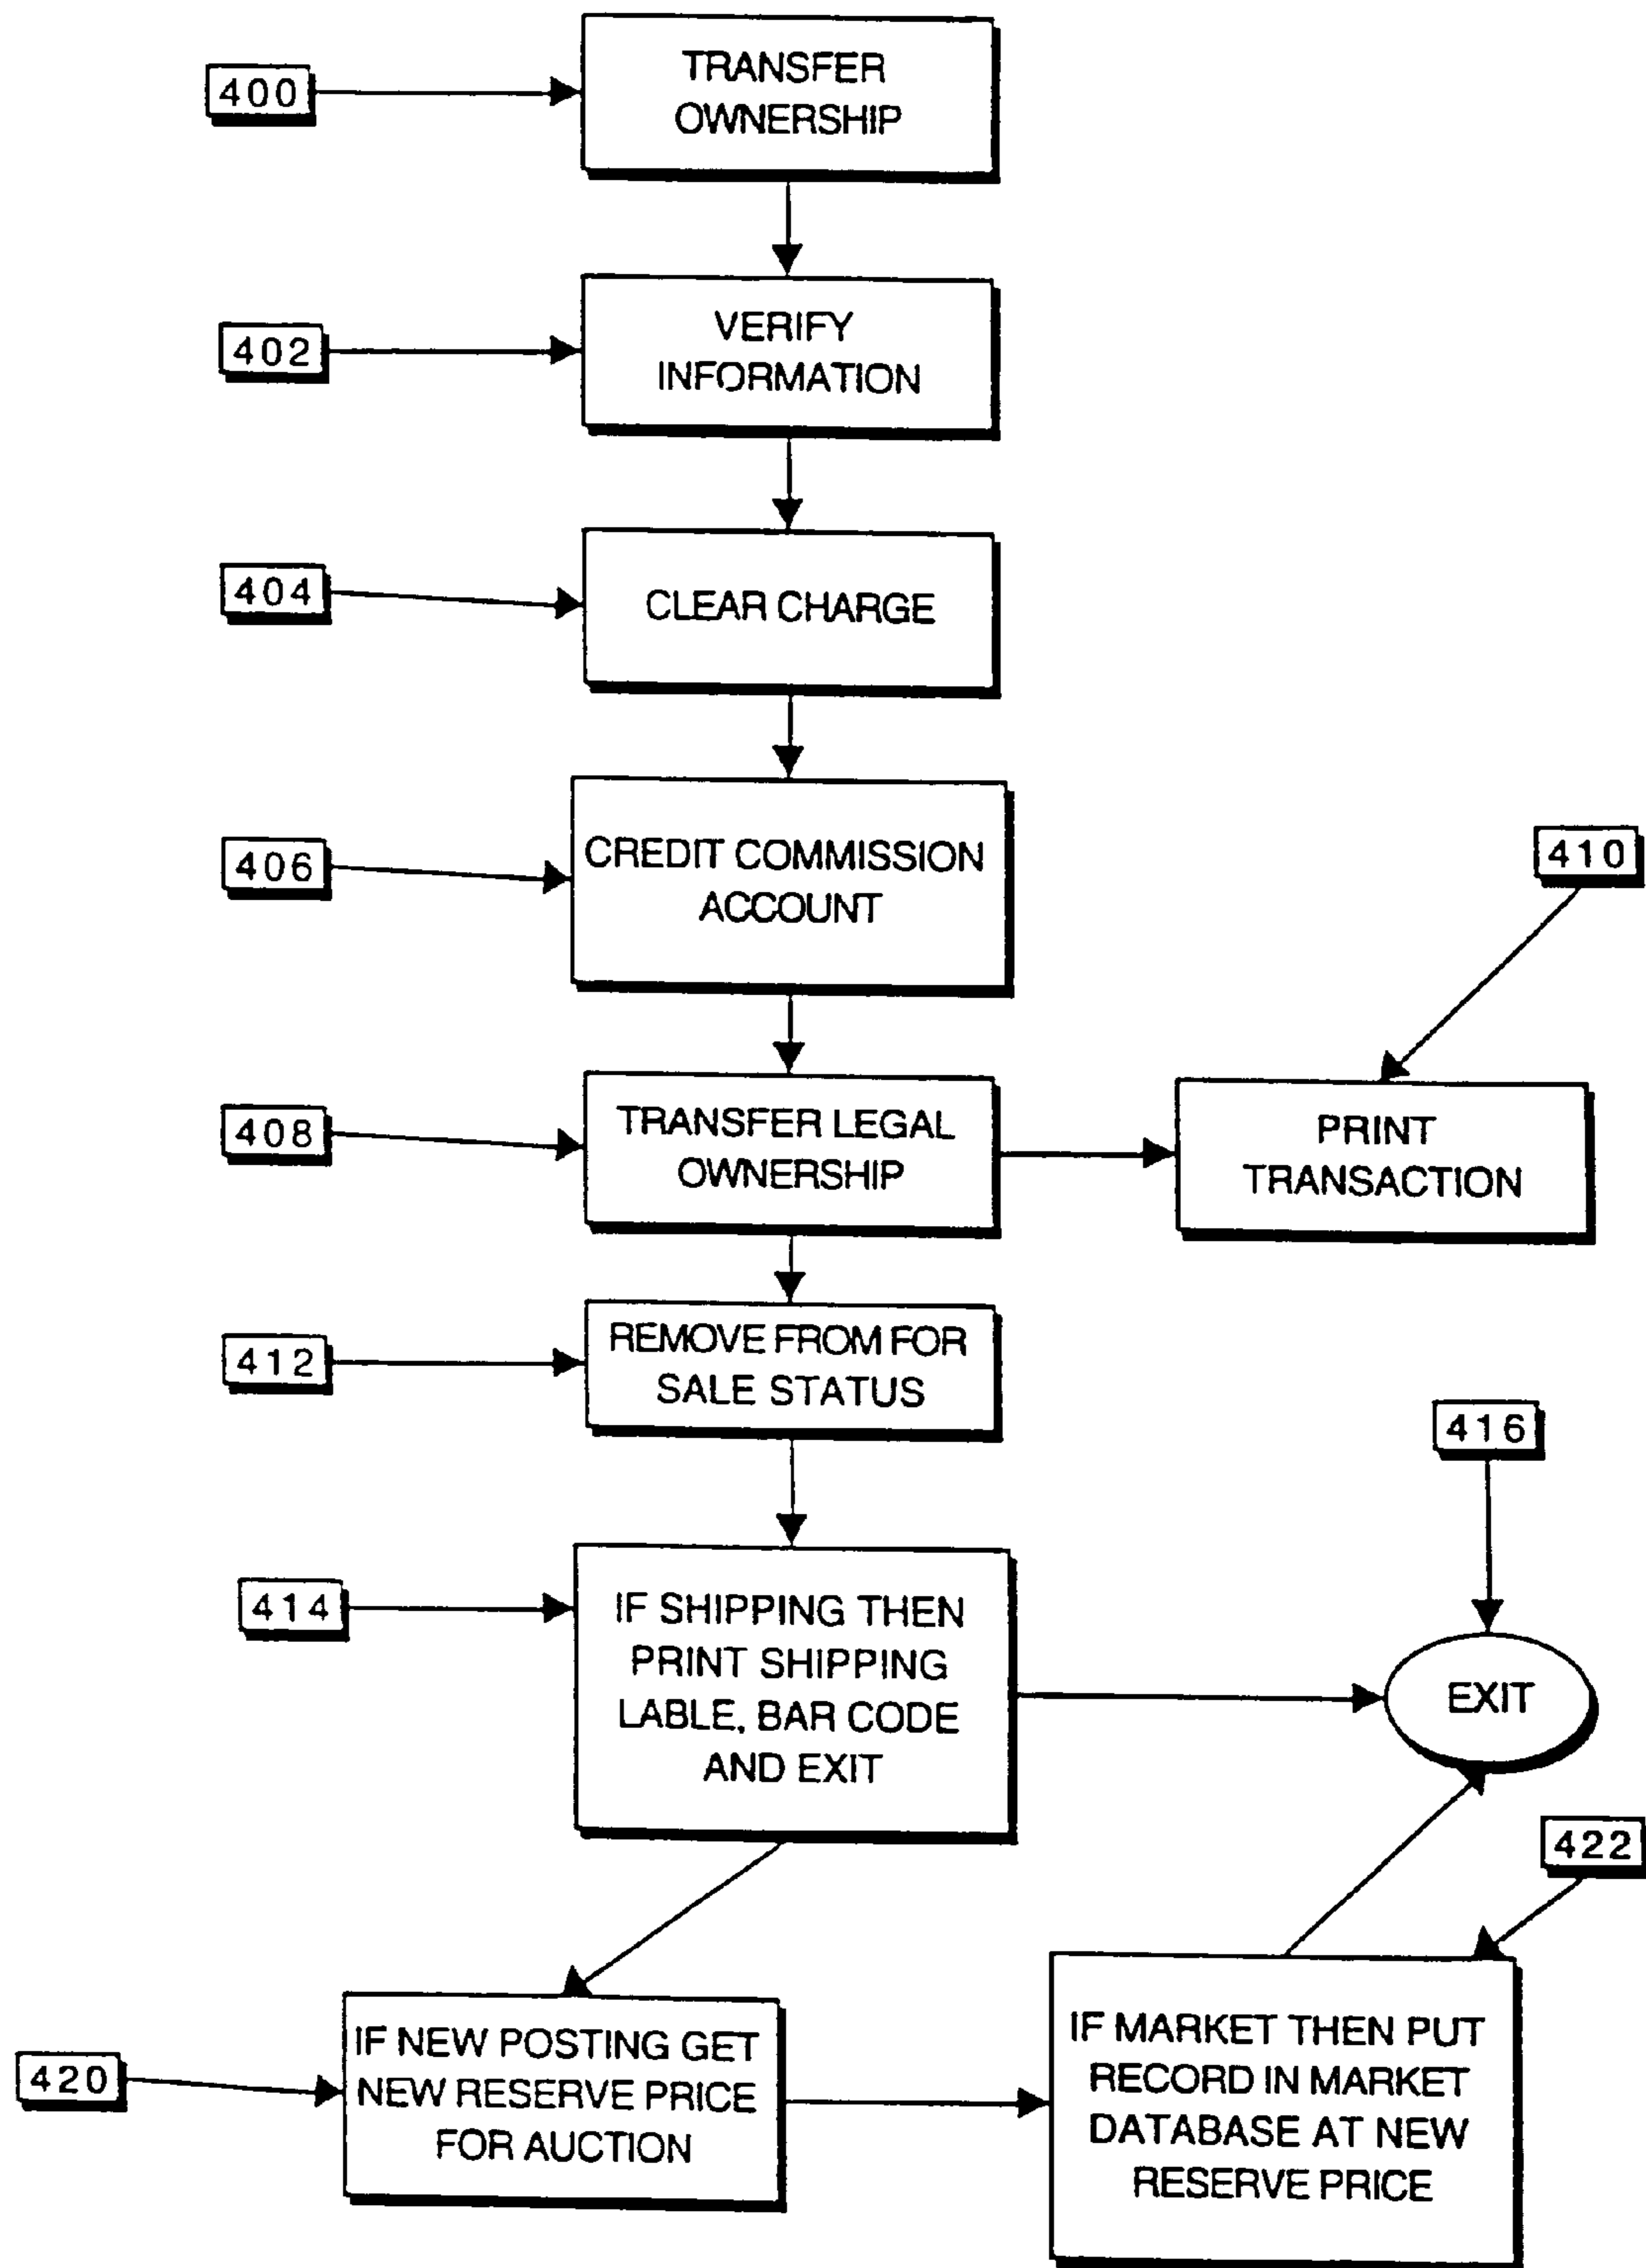 400
TRANSFER
OWNERSHIP
402
VERIFY
INFORMATION
404
CLEAR CHARGE
406
CREDIT COMMISSION
ACCOUNT
410
408
TRANSFER LEGAL
OWNERSHIP
PRINT
TRANSACTION
412
REMOVE FROM FOR
SALE STATUS
416
414
IF SHIPPING THEN
PRINT SHIPPING
LABLE, BAR CODE
AND EXIT
EXIT
422
420
IF NEW POSTING GET
NEW RESERVE PRICE
FOR AUCTION
IF MARKET THEN PUT
RECORD IN MARKET
DATABASE AT NEW
RESERVE PRICE